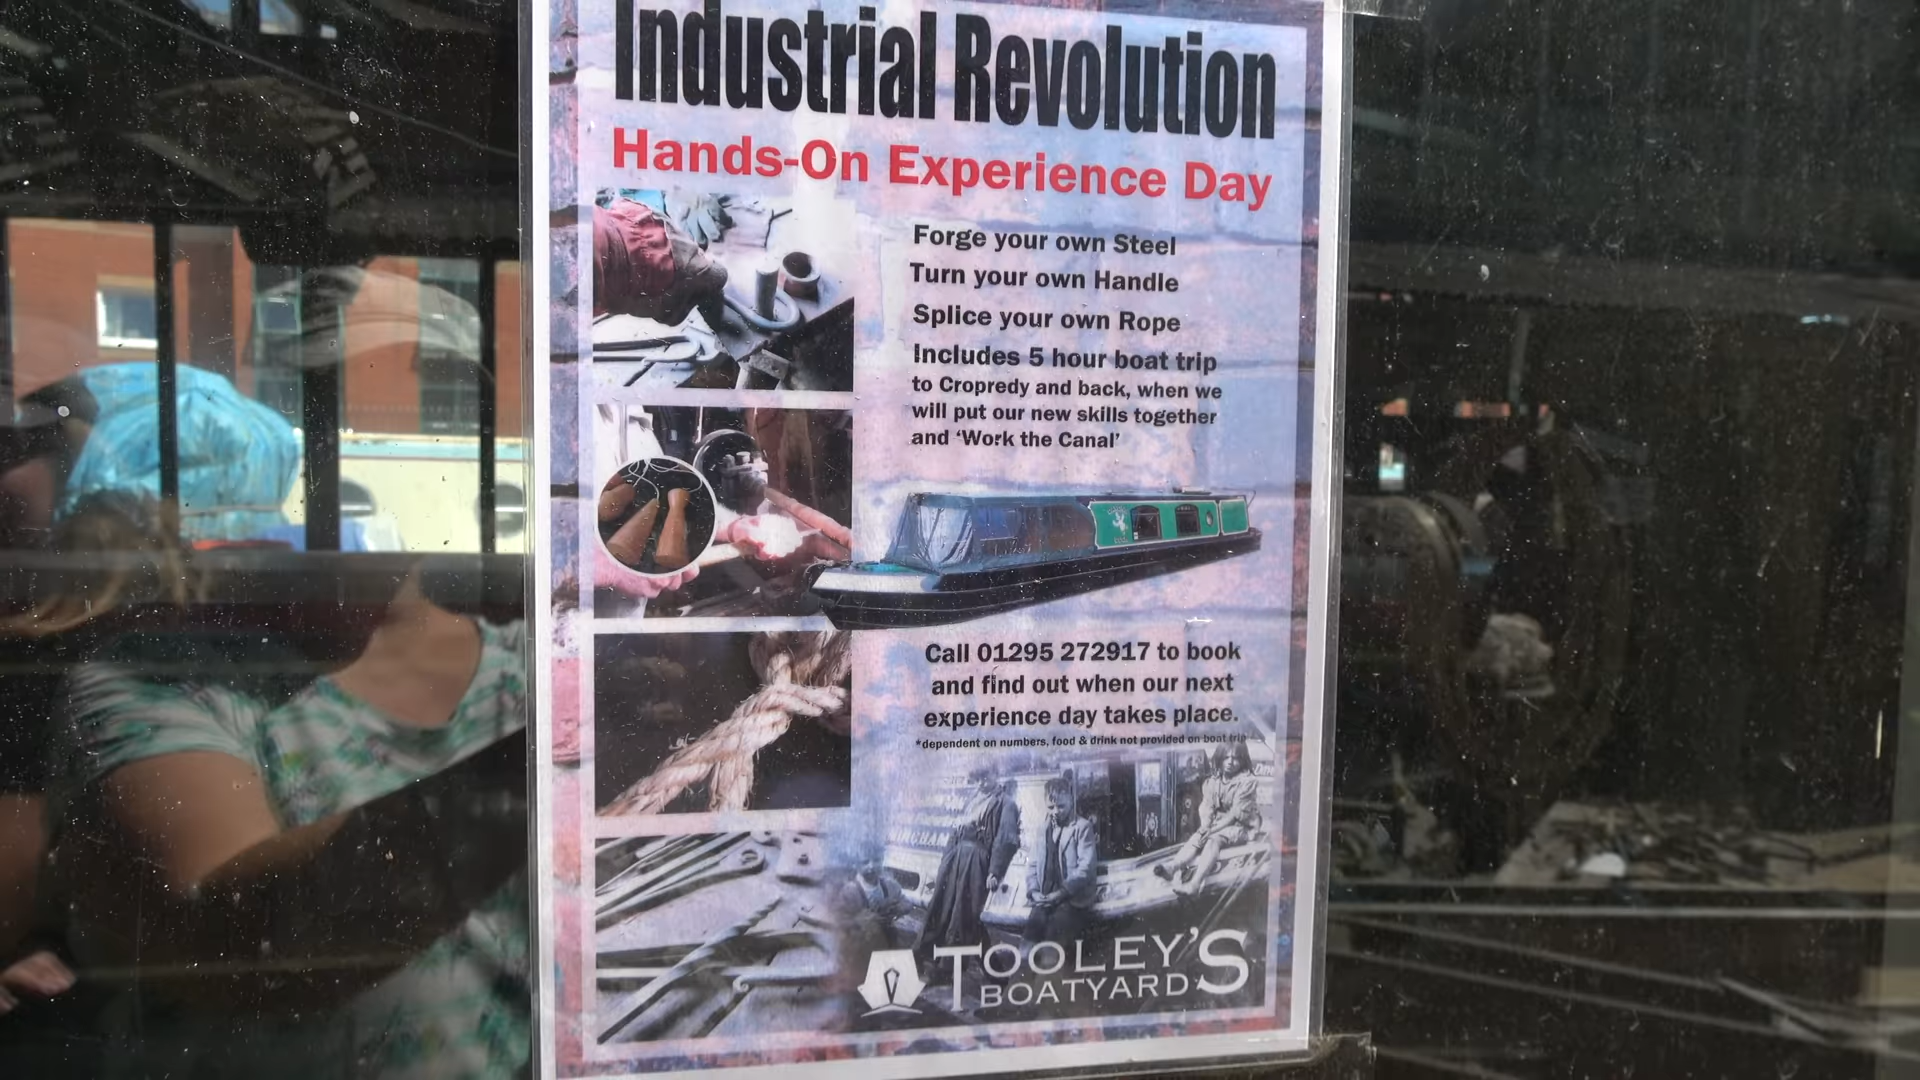 Industrial Revolution
Hands-On Experience Day
Forge your own Steel
Turn your own Handle
Splice your own Rope
Includes 5 hour boat trip
to Cropredy and back, when we
will put our new skills together
and ‘Work the Canal’
Call 01295 272917 to book
and find out when our next
experience day takes place.
*dependent on numbers, food & drink not provided on boat trip
TOOLEY'S
BOATYARD